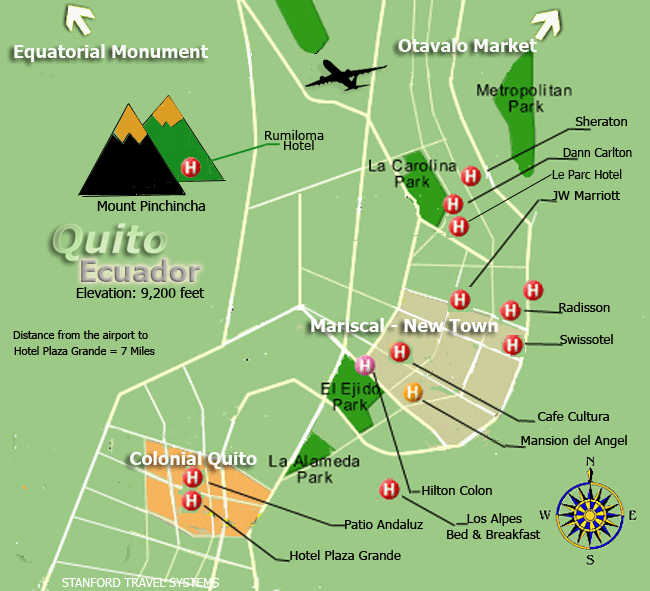 Equatorial Monument
Otavalo Market
Metropolitan
Park
Sheraton
Rumiloma
Hotel
Dann Carlton
La Carolina
Park
Le Parc Hotel
JW Marriott
H
H
H
H
Mount Pinchincha
Quito
Ecuador
Elevation: 9,200 feet
H
H
H
Radisson
Mariscal - New Town
Distance from the airport to
Hotel Plaza Grande = 7 Miles
H
Swissotel
H
H
El Ejido
Park
H
Cafe Cultura
Mansion del Angel
Colonial Quito
La Alameda
Park
N
H
H
H
Hilton Colon
W
E
Patio Andaluz
Los Alpes
Bed & Breakfast
Hotel Plaza Grande
S
STANFORD TRAVEL SYSTEMS